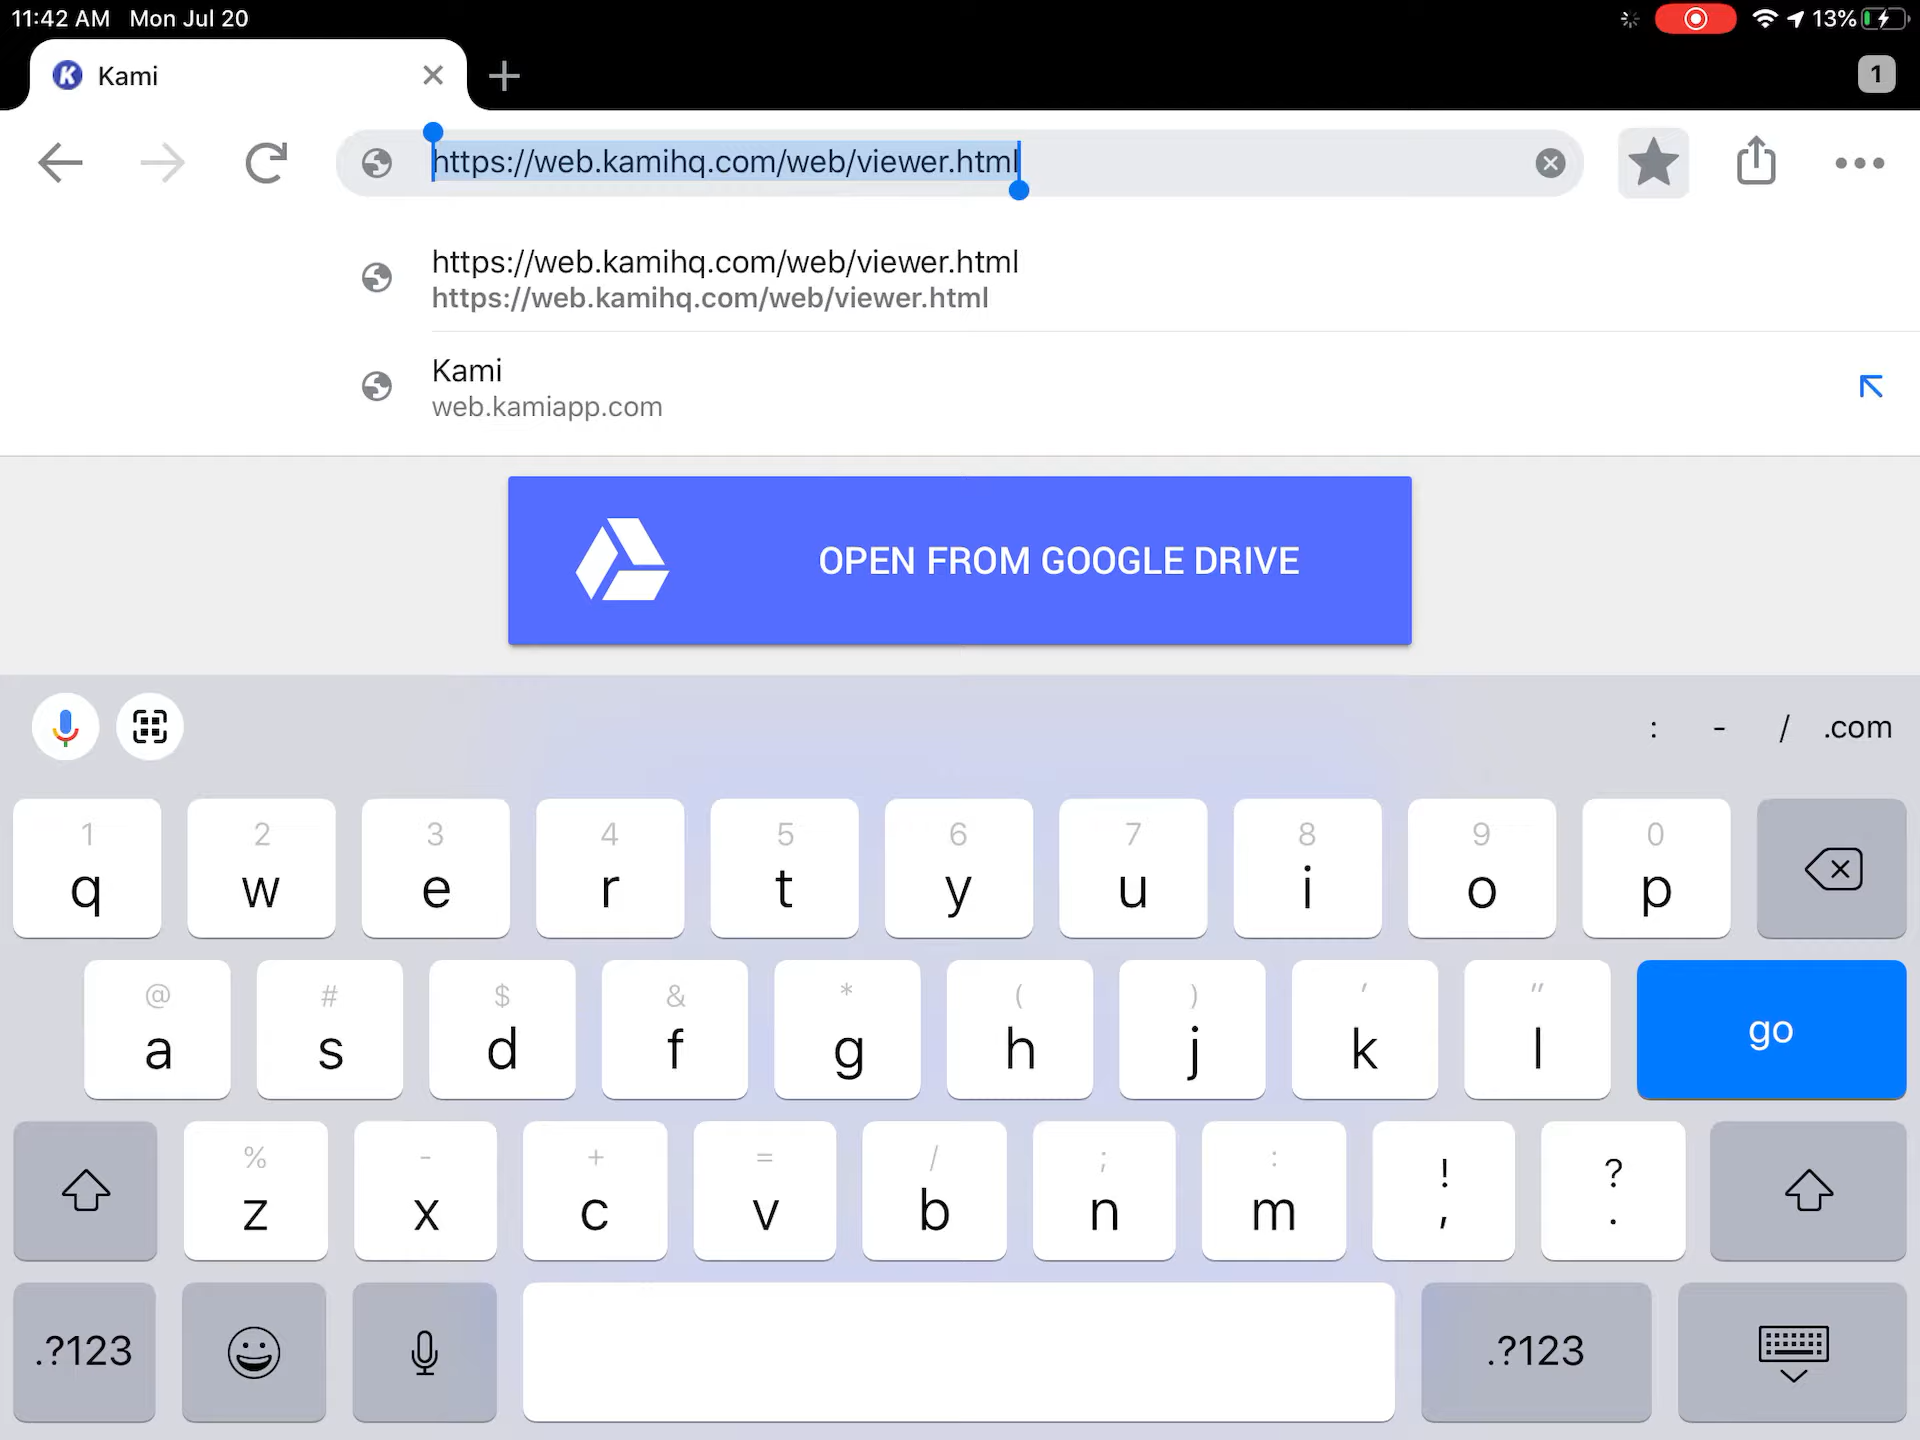 11:42 AM Mon Jul 20
13%
Kami
1
https://web.kamihq.com/web/viewer.html
https://web.kamihq.com/web/viewer.html
https://web.kamihq.com/web/viewer.html
Kami
web.kamiapp.com
OPEN FROM GOOGLE DRIVE
: - / .com
1 2 3 4 5 6 7 8 9 0
q w e r t y u i o p
@ # $ & * ( ) ' "
a s d f g h j k l go
% - + = / ; : ! ?
z x c v b n m , .
.?123 .?123